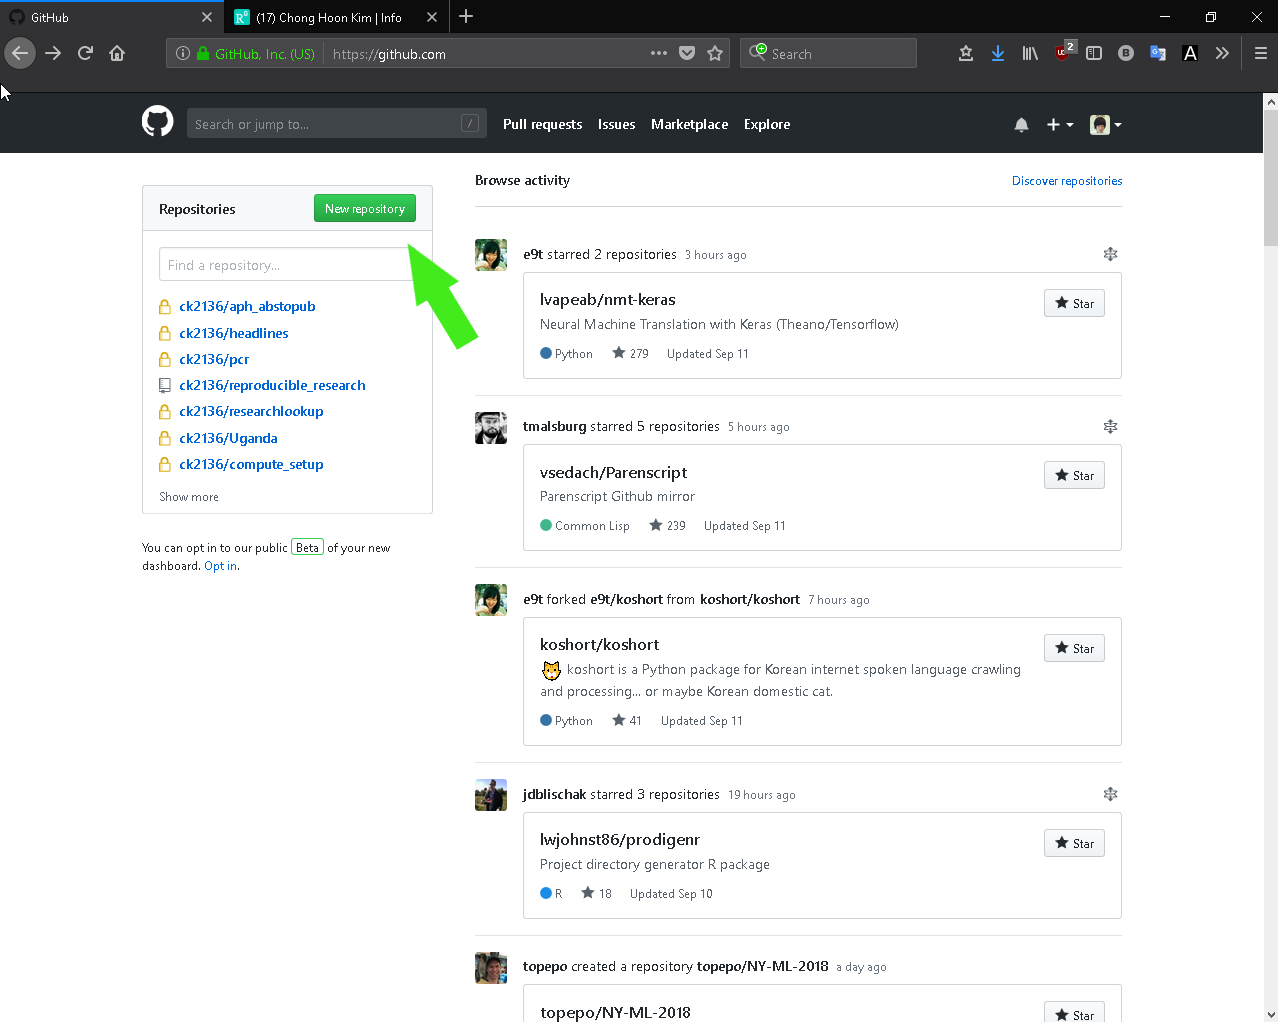 GitHub
(17) Chong Hoon Kim | Info
GitHub, Inc. (US)
https://github.com
Search
2
B
A
Search or jump to...
/
Pull requests
Issues
Marketplace
Explore
Repositories
New repository
Find a repository...
ck2136/aph_abstopub
ck2136/headlines
ck2136/pcr
ck2136/reproducible_research
ck2136/researchlookup
ck2136/Uganda
ck2136/compute_setup
Show more
You can opt in to our public Beta of your new
dashboard. Opt in.
Browse activity
Discover repositories
e9t starred 2 repositories 3 hours ago
lvapeab/nmt-keras
Star
Neural Machine Translation with Keras (Theano/Tensorflow)
Python 279 Updated Sep 11
tmalsburg starred 5 repositories 5 hours ago
vsedach/Parenscript
Star
Parenscript Github mirror
Common Lisp 239 Updated Sep 11
e9t forked e9t/koshort from koshort/koshort 7 hours ago
koshort/koshort
Star
koshort is a Python package for Korean internet spoken language crawling
and processing... or maybe Korean domestic cat.
Python 41 Updated Sep 11
jdblischak starred 3 repositories 19 hours ago
lwjohnst86/prodigenr
Star
Project directory generator R package
R 18 Updated Sep 10
topepo created a repository topepo/NY-ML-2018 a day ago
topepo/NY-ML-2018
Star